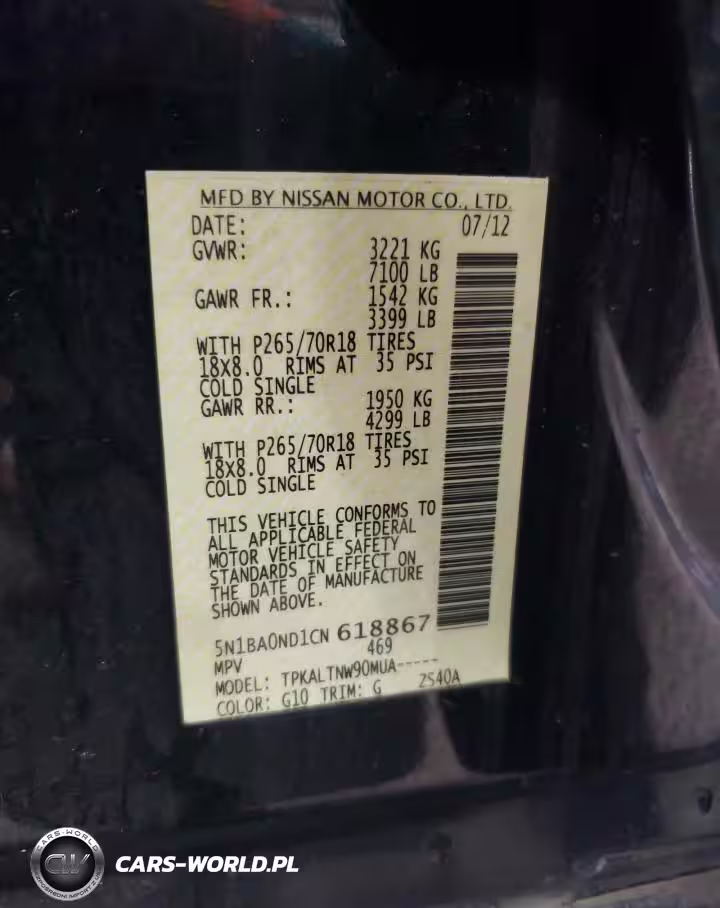 MFD BY NISSAN MOTOR CO., LTD.
DATE: 07/12
GVWR: 3221 KG
7100 LB
GAWR FR.: 1542 KG
3399 LB
WITH P265/70R18 TIRES
18X8.0 RIMS AT 35 PSI
COLD SINGLE
GAWR RR.: 1950 KG
4299 LB
WITH P265/70R18 TIRES
18X8.0 RIMS AT 35 PSI
COLD SINGLE
THIS VEHICLE CONFORMS TO
ALL APPLICABLE FEDERAL
MOTOR VEHICLE SAFETY
STANDARDS IN EFFECT ON
THE DATE OF MANUFACTURE
SHOWN ABOVE.
5N1BA0ND1CN 618867
MPV 469
MODEL: TPKALTNW90MUA-----
COLOR: G10 TRIM: G ZS40A
CARS-WORLD
CW
CARS-WORLD.PL